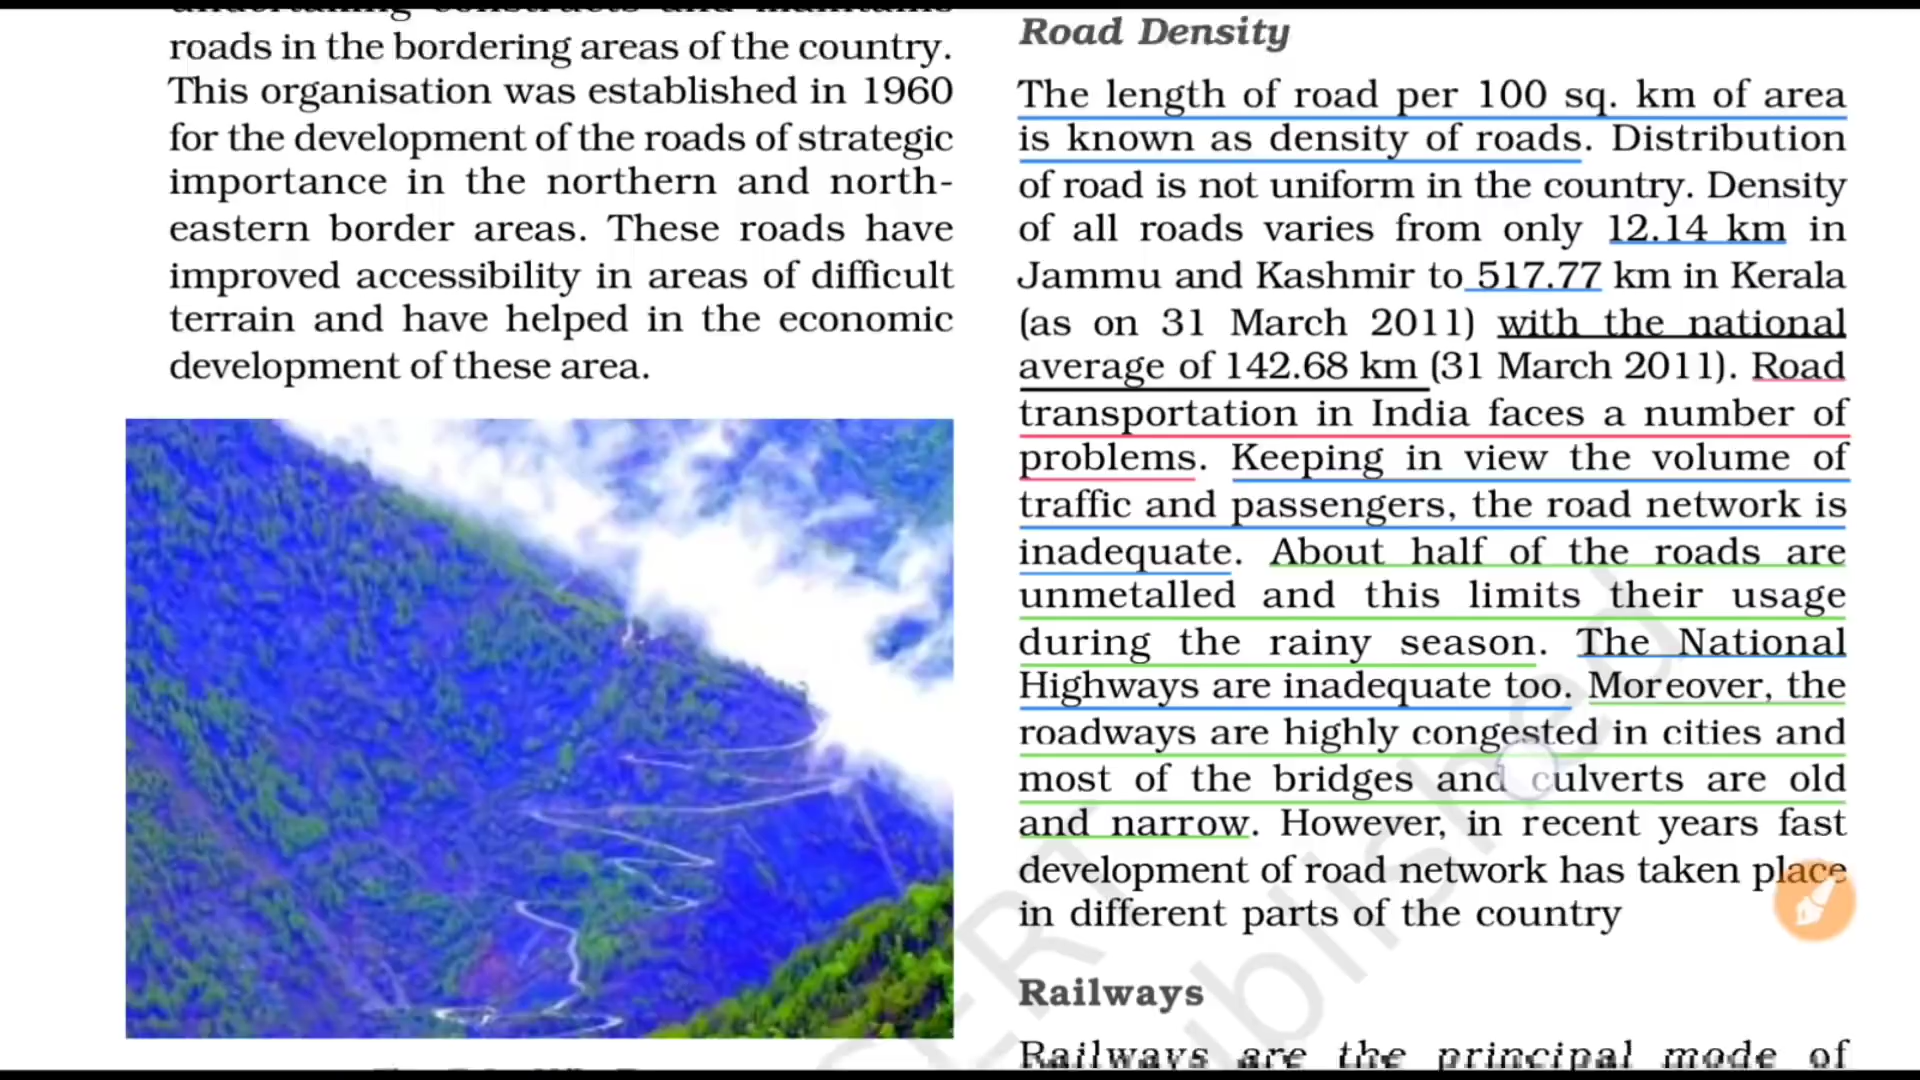 undertaking constructs and maintains
roads in the bordering areas of the country.
This organisation was established in 1960
for the development of the roads of strategic
importance in the northern and north-
eastern border areas. These roads have
improved accessibility in areas of difficult
terrain and have helped in the economic
development of these area.
Road Density
The length of road per 100 sq. km of area
is known as density of roads. Distribution
of road is not uniform in the country. Density
of all roads varies from only 12.14 km in
Jammu and Kashmir to 517.77 km in Kerala
(as on 31 March 2011) with the national
average of 142.68 km (31 March 2011). Road
transportation in India faces a number of
problems. Keeping in view the volume of
traffic and passengers, the road network is
inadequate. About half of the roads are
unmetalled and this limits their usage
during the rainy season. The National
Highways are inadequate too. Moreover, the
roadways are highly congested in cities and
most of the bridges and culverts are old
and narrow. However, in recent years fast
development of road network has taken place
in different parts of the country
Railways
Railways are the principal mode of